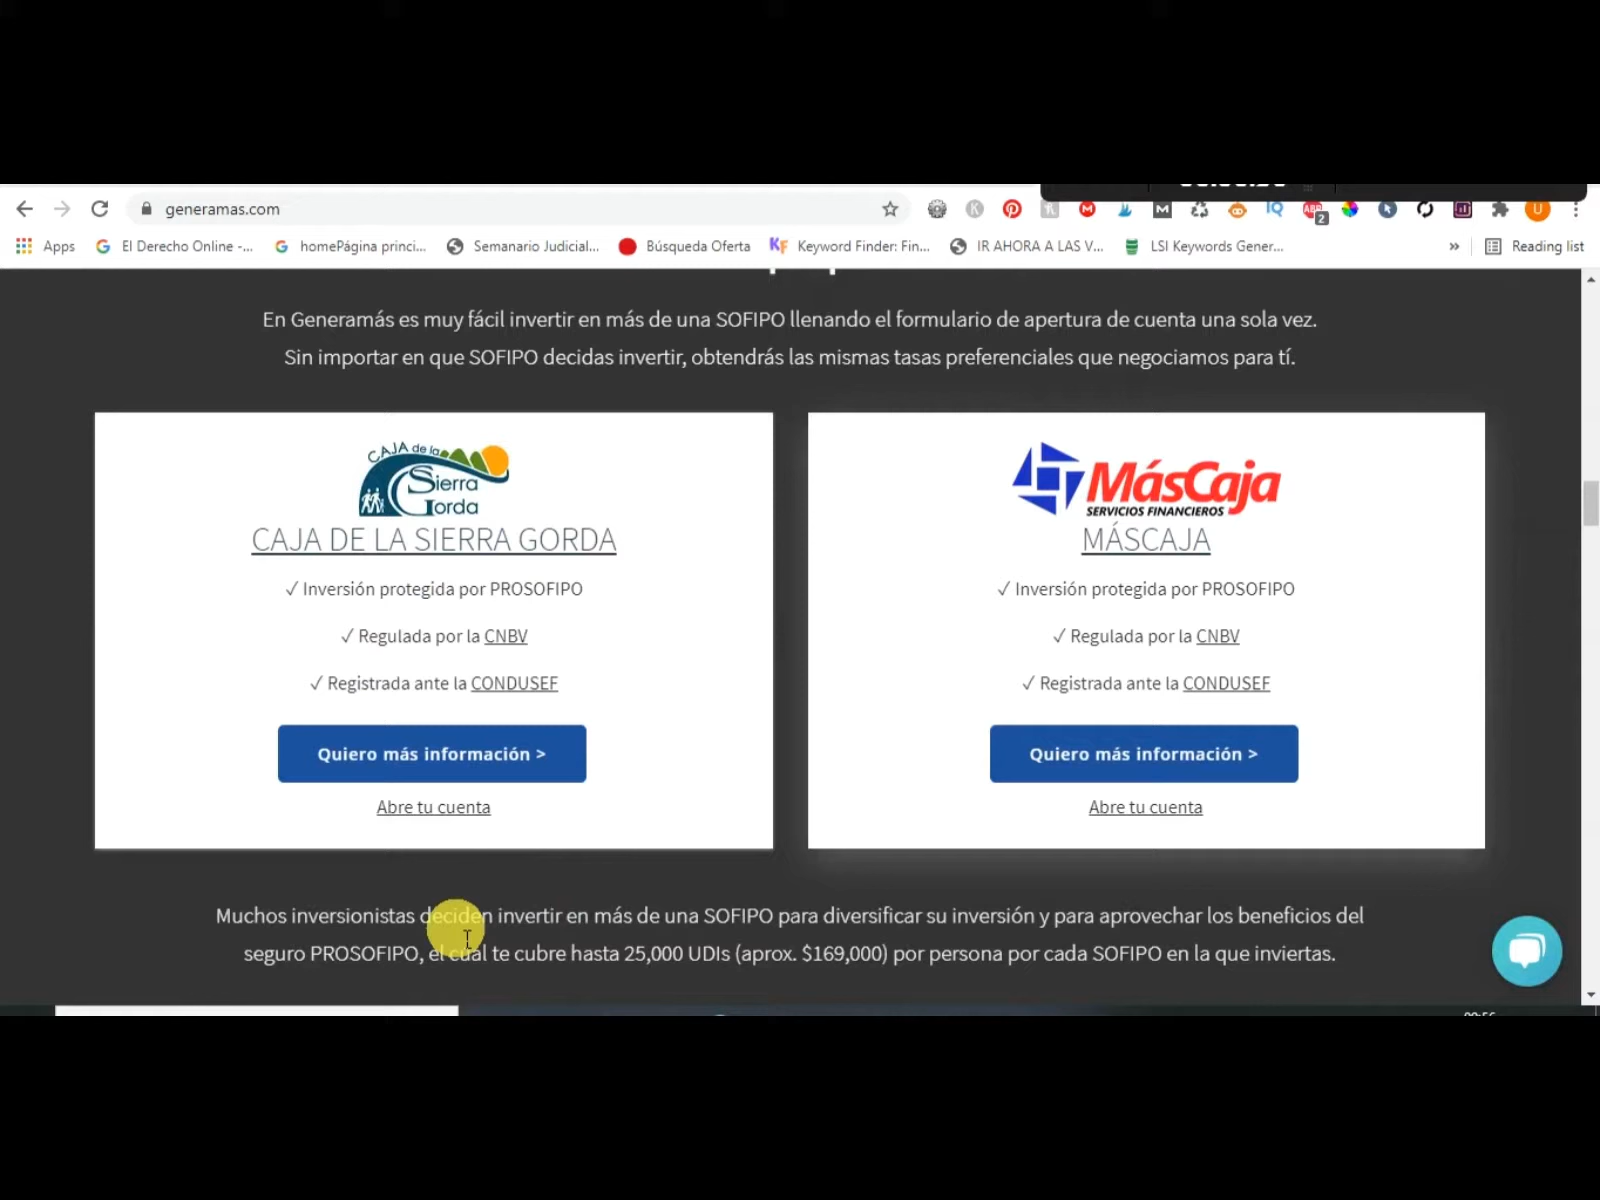 generamas.com
K
M
M
IQ
ABP
2
U
Apps
G El Derecho Online -...
G homePágina princi...
Semanario Judicial...
Búsqueda Oferta
KF Keyword Finder: Fin...
IR AHORA A LAS V...
LSI Keywords Gener...
»
Reading list
En Generamás es muy fácil invertir en más de una SOFIPO llenando el formulario de apertura de cuenta una sola vez.
Sin importar en que SOFIPO decidas invertir, obtendrás las mismas tasas preferenciales que negociamos para tí.
CAJA de la
Sierra
Gorda
CAJA DE LA SIERRA GORDA
✓ Inversión protegida por PROSOFIPO
✓ Regulada por la CNBV
✓ Registrada ante la CONDUSEF
Quiero más información >
Abre tu cuenta
MásCaja
SERVICIOS FINANCIEROS
MÁSCAJA
✓ Inversión protegida por PROSOFIPO
✓ Regulada por la CNBV
✓ Registrada ante la CONDUSEF
Quiero más información >
Abre tu cuenta
Muchos inversionistas deciden invertir en más de una SOFIPO para diversificar su inversión y para aprovechar los beneficios del
seguro PROSOFIPO, el cual te cubre hasta 25,000 UDIs (aprox. $169,000) por persona por cada SOFIPO en la que inviertas.